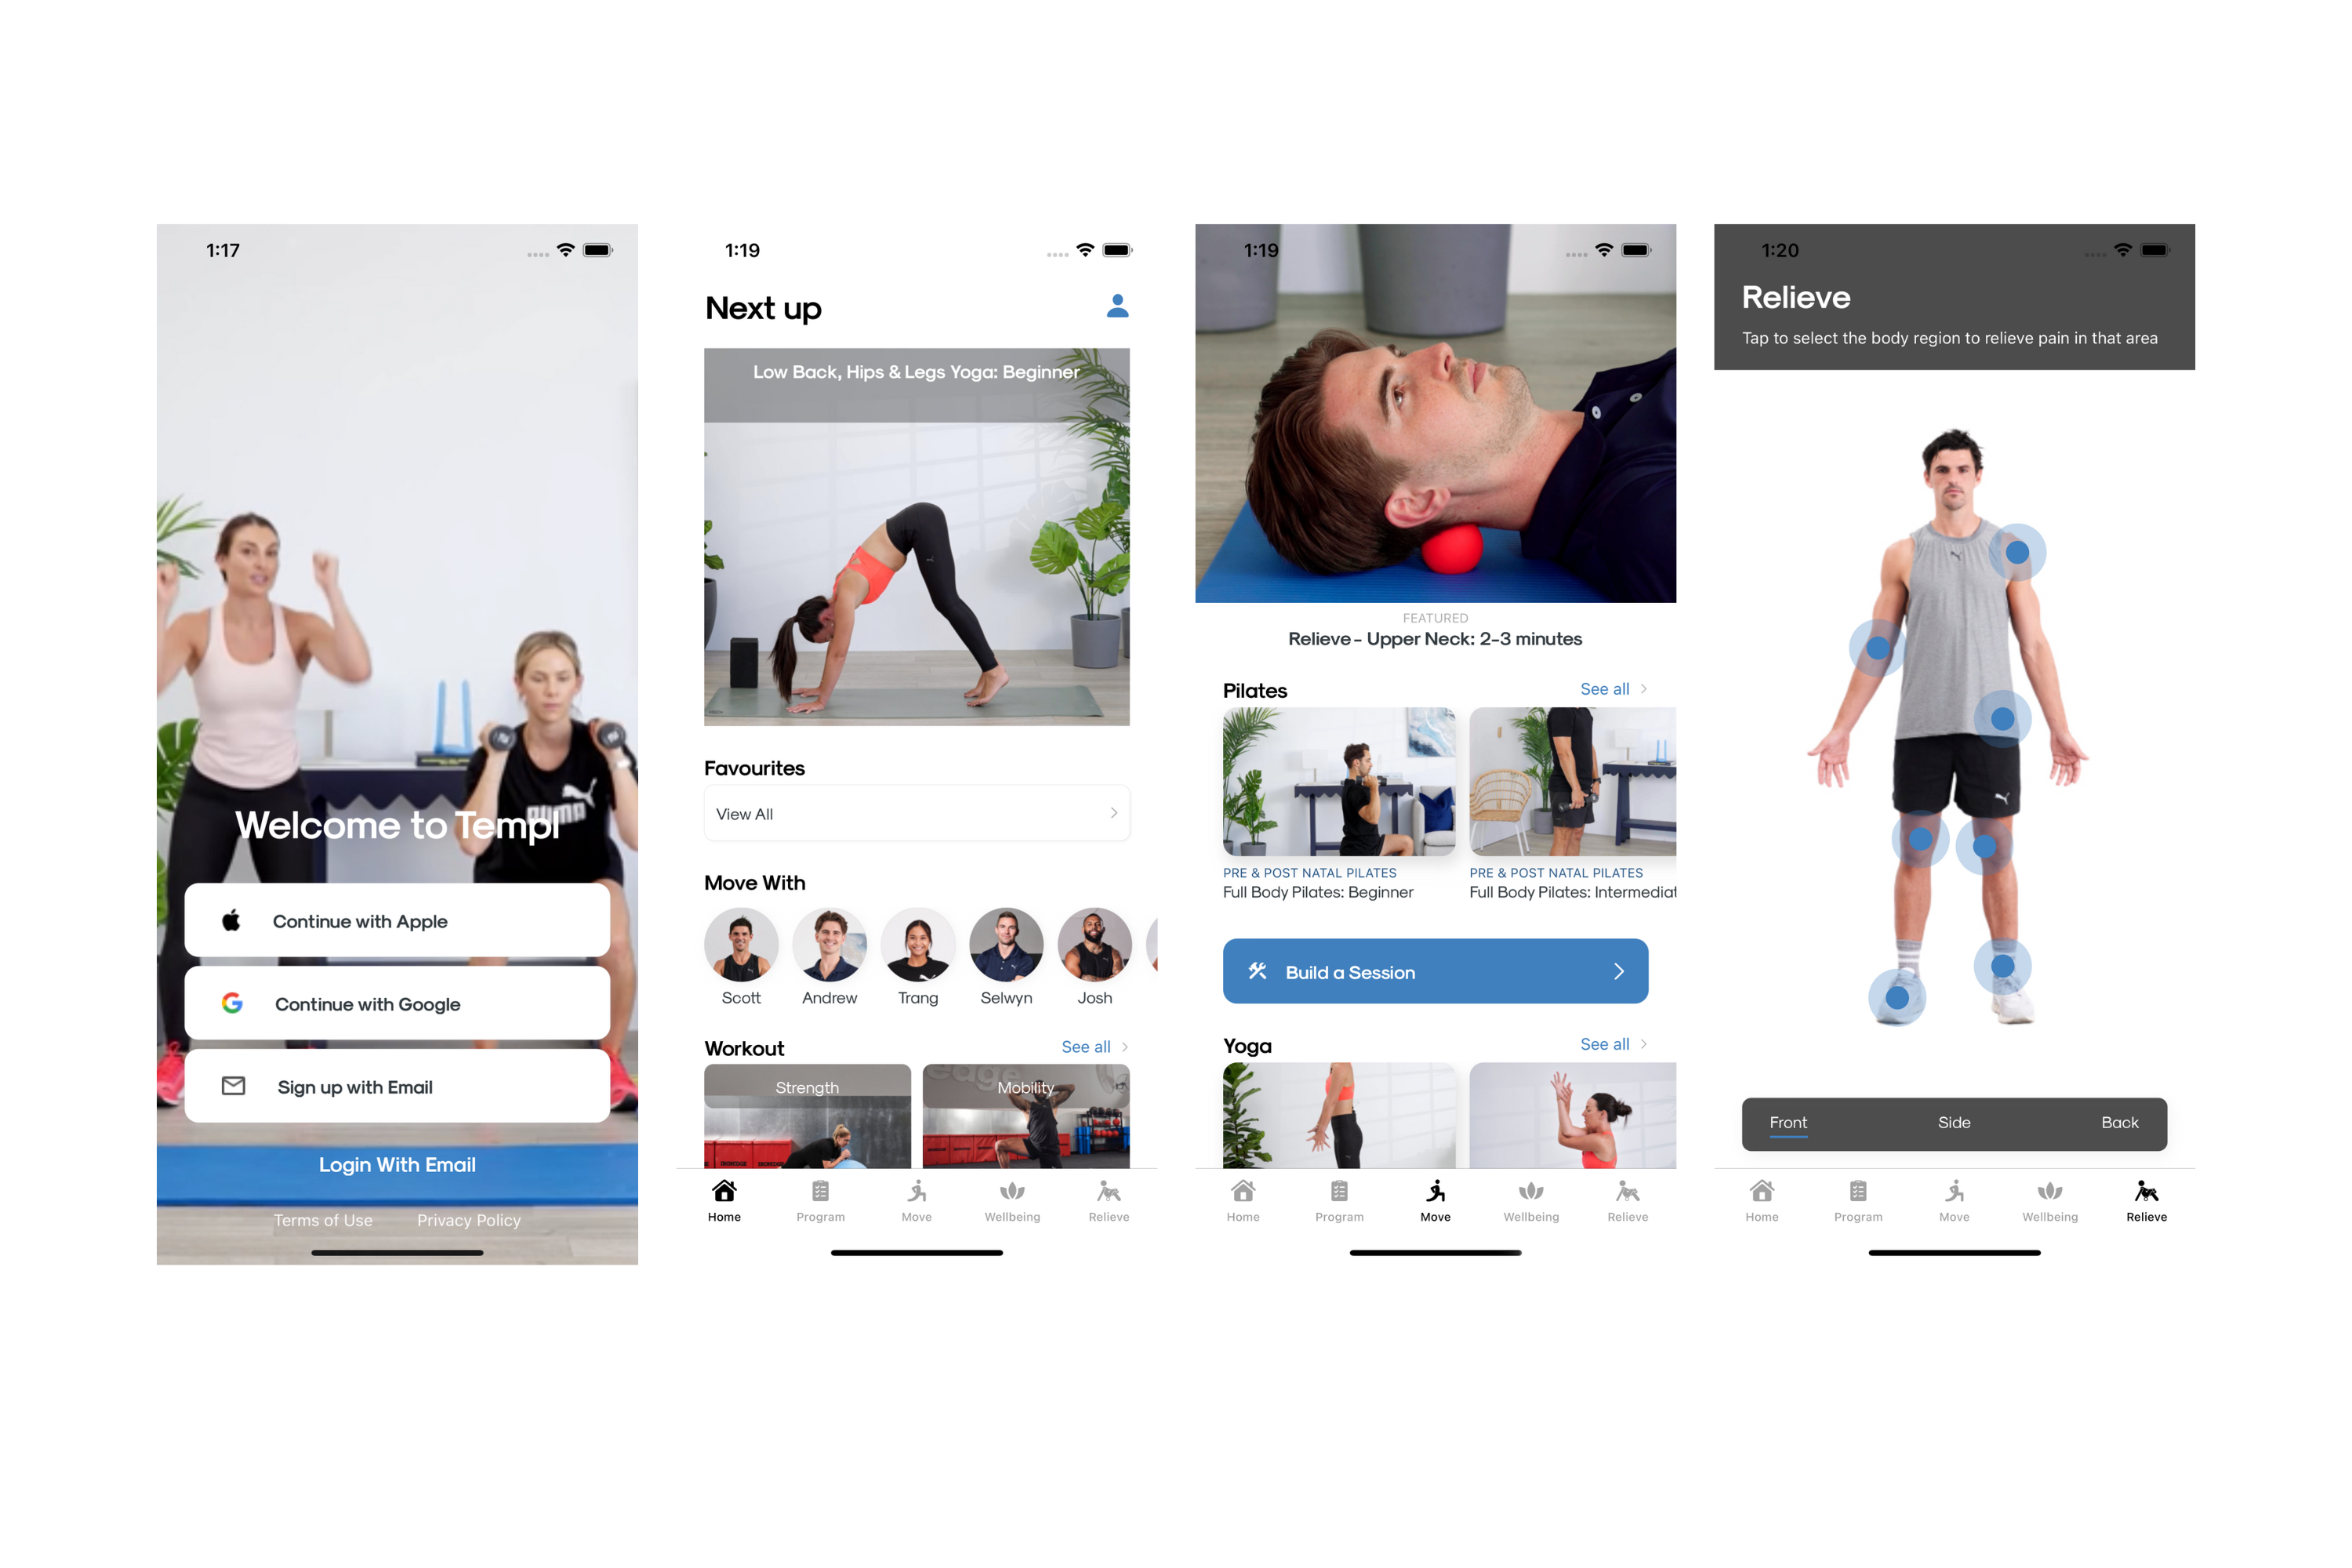 1:17
PUMA
Welcome to Templ
Continue with Apple
Continue with Google
Sign up with Email
Login With Email
Terms of Use Privacy Policy
1:19
Next up
Low Back, Hips & Legs Yoga: Beginner
Favourites
View All
Move With
Scott Andrew Trang Selwyn Josh
Workout See all
Strength Mobility
Home Program Move Wellbeing Relieve
1:19
FEATURED
Relieve - Upper Neck: 2-3 minutes
Pilates See all
PRE & POST NATAL PILATES PRE & POST NATAL PILATES
Full Body Pilates: Beginner Full Body Pilates: Intermediat
Build a Session
Yoga See all
Home Program Move Wellbeing Relieve
1:20
Relieve
Tap to select the body region to relieve pain in that area
Front Side Back
Home Program Move Wellbeing Relieve